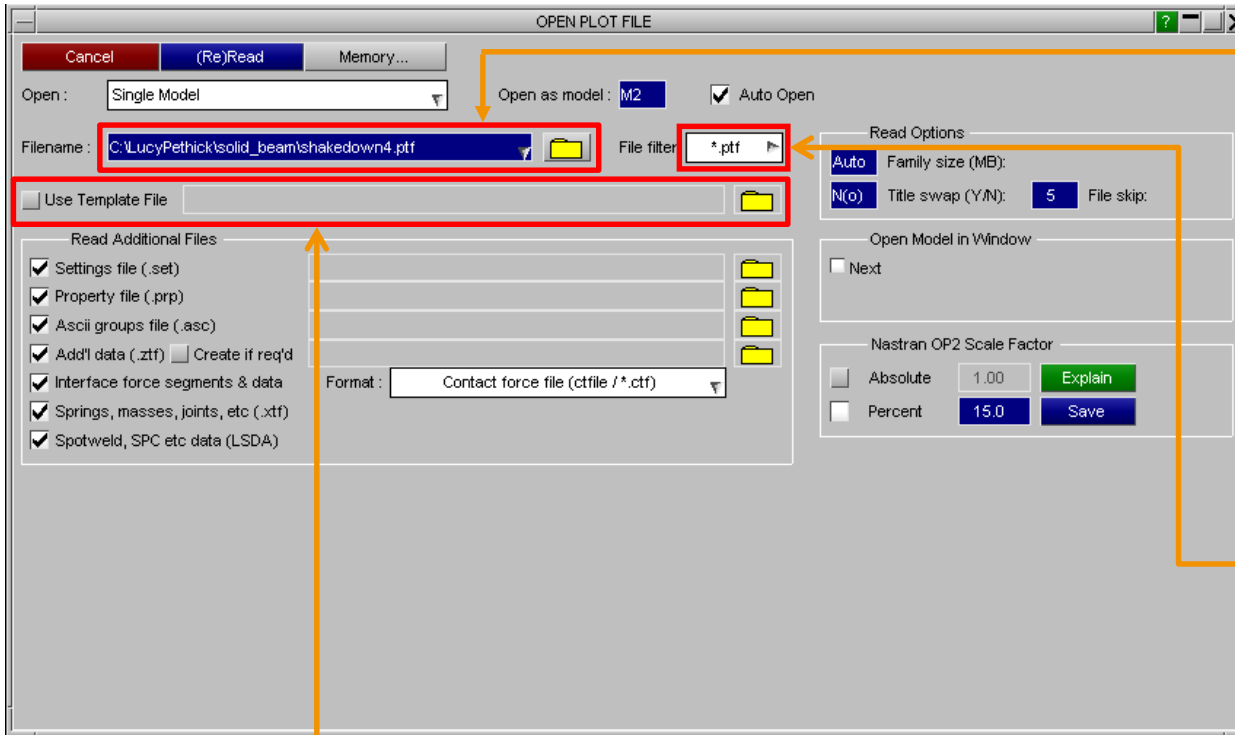 OPEN PLOT FILE
?
Cancel (Re)Read Memory...
Open : Single Model Open as model : M2 Auto Open
Filename : C:\LucyPethick\solid_beam\shakedown4.ptf File filter *.ptf
Use Template File
Read Additional Files
Settings file (.set)
Property file (.prp)
Ascii groups file (.asc)
Add'l data (.ztf) Create if req'd
Interface force segments & data Format : Contact force file (ctfile / *.ctf)
Springs, masses, joints, etc (.xtf)
Spotweld, SPC etc data (LSDA)
Read Options
Auto Family size (MB):
N(o) Title swap (Y/N): 5 File skip:
Open Model in Window
Next
Nastran OP2 Scale Factor
Absolute 1.00 Explain
Percent 15.0 Save